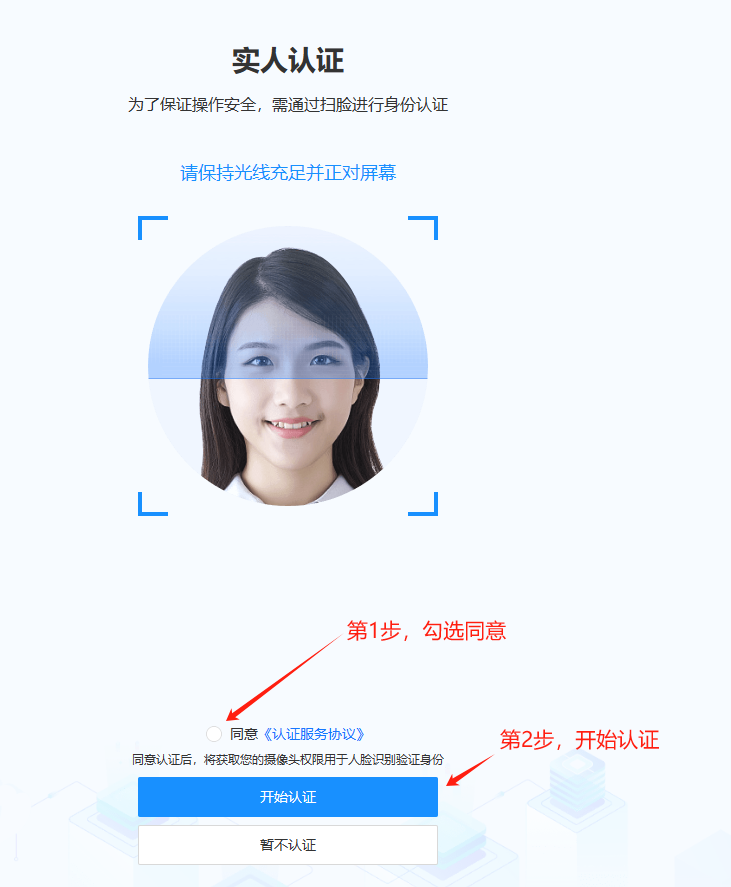 实人认证
为了保证操作安全，需通过扫脸进行身份认证
请保持光线充足并正对屏幕
第1步，勾选同意
同意《认证服务协议》
第2步，开始认证
同意认证后，将获取您的摄像头权限用于人脸识别验证身份
开始认证
暂不认证